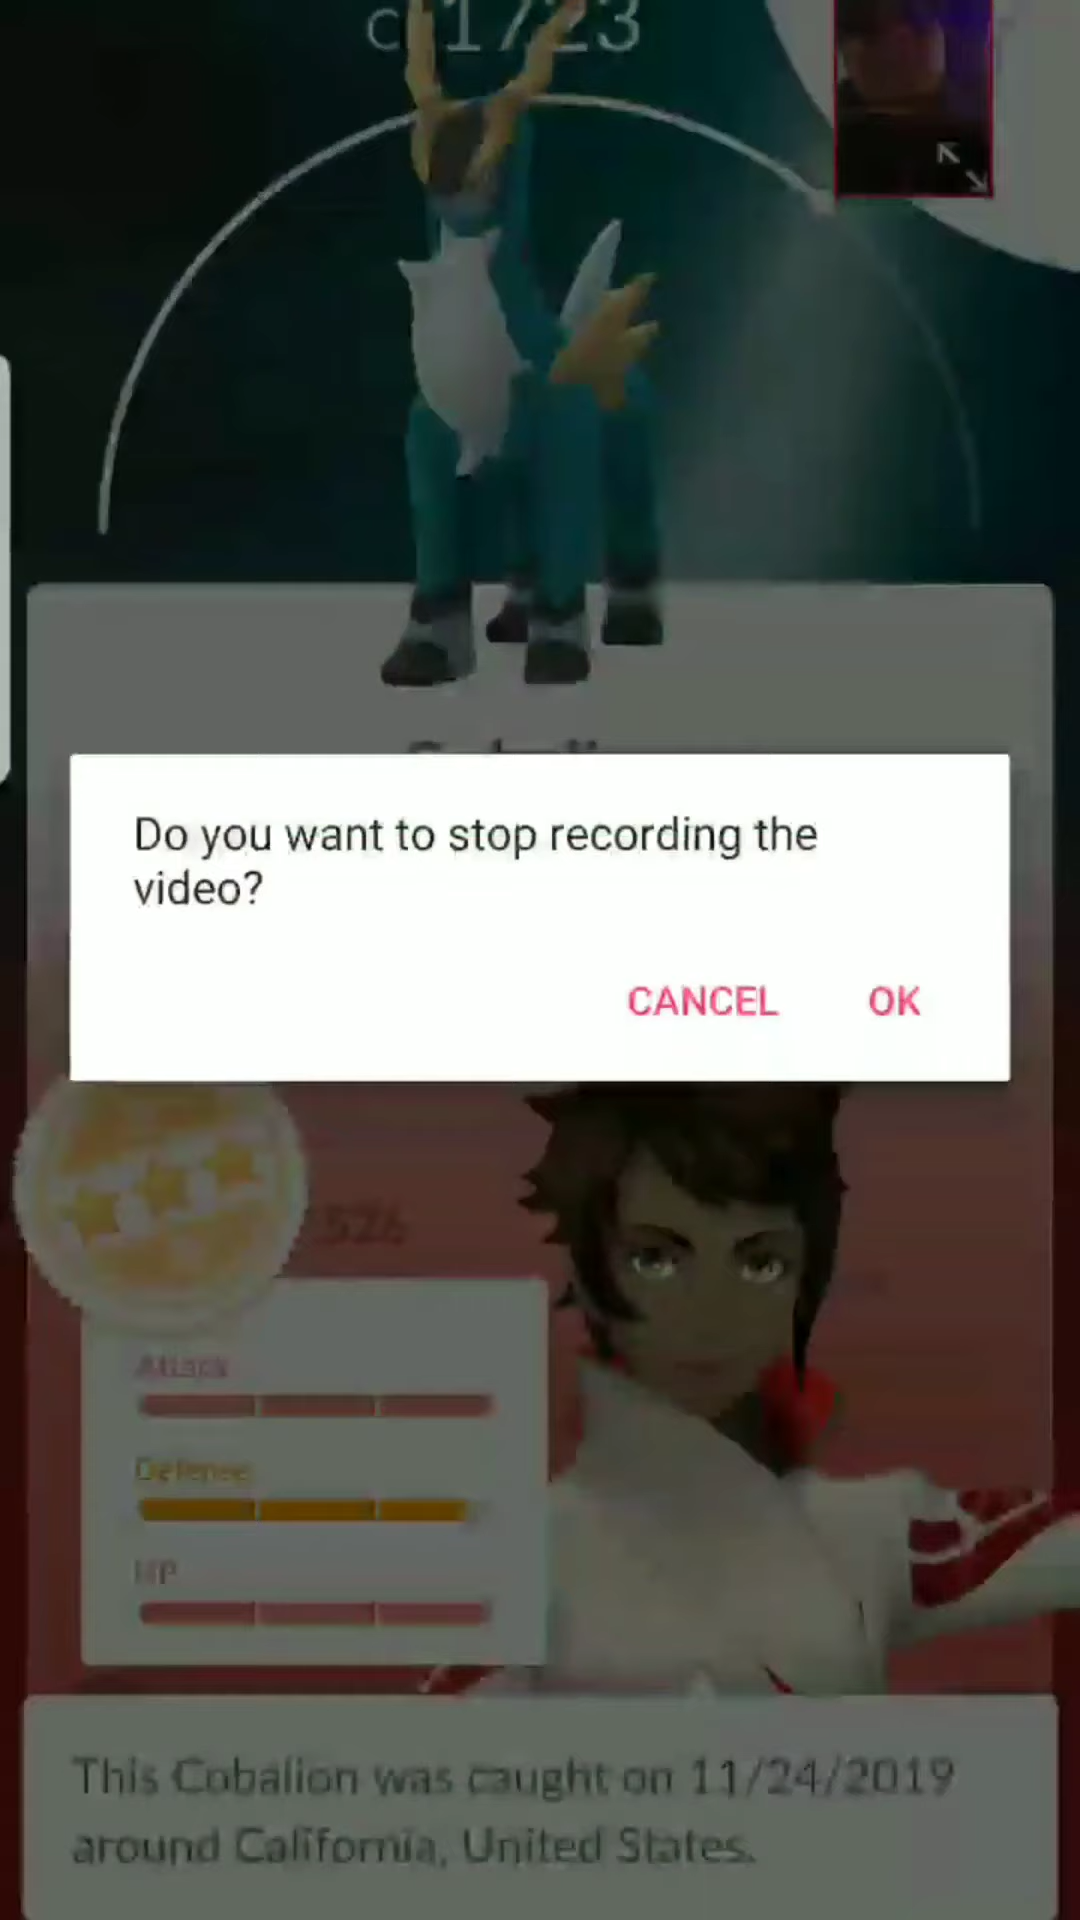 CP1723
Do you want to stop recording the
video?
CANCEL OK
Attack
Defense
HP
This Cobalion was caught on 11/24/2019
around California, United States.